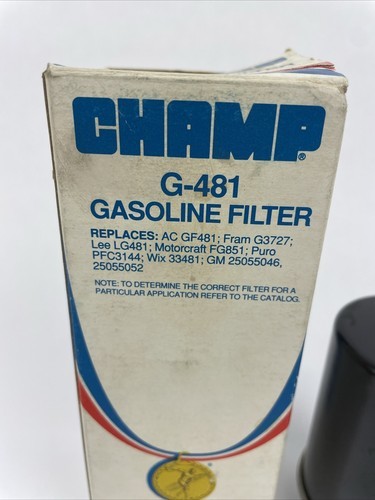 CHAMP®
G-481
GASOLINE FILTER
REPLACES: AC GF481; Fram G3727;
Lee LG481; Motorcraft FG851; Puro
PFC3144; Wix 33481; GM 25055046,
25055052
NOTE: TO DETERMINE THE CORRECT FILTER FOR A
PARTICULAR APPLICATION REFER TO THE CATALOG.